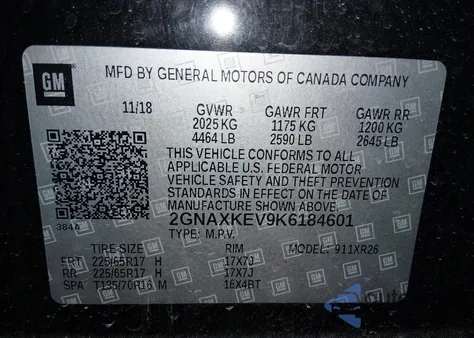 GM
MFD BY GENERAL MOTORS OF CANADA COMPANY
11/18 GVWR GAWR FRT GAWR RR
2025 KG 1175 KG 1200 KG
4464 LB 2590 LB 2645 LB
THIS VEHICLE CONFORMS TO ALL
APPLICABLE U.S. FEDERAL MOTOR
VEHICLE SAFETY AND THEFT PREVENTION
STANDARDS IN EFFECT ON THE DATE OF
MANUFACTURE SHOWN ABOVE
384A 2GNAXKEV9K6184601
TYPE: M.P.V. MODEL: 911XR26
TIRE SIZE RIM
FRT 225/65R17 H 17X7J
RR 225/65R17 H 17X7J
SPA T135/70R16 M 16X4BT